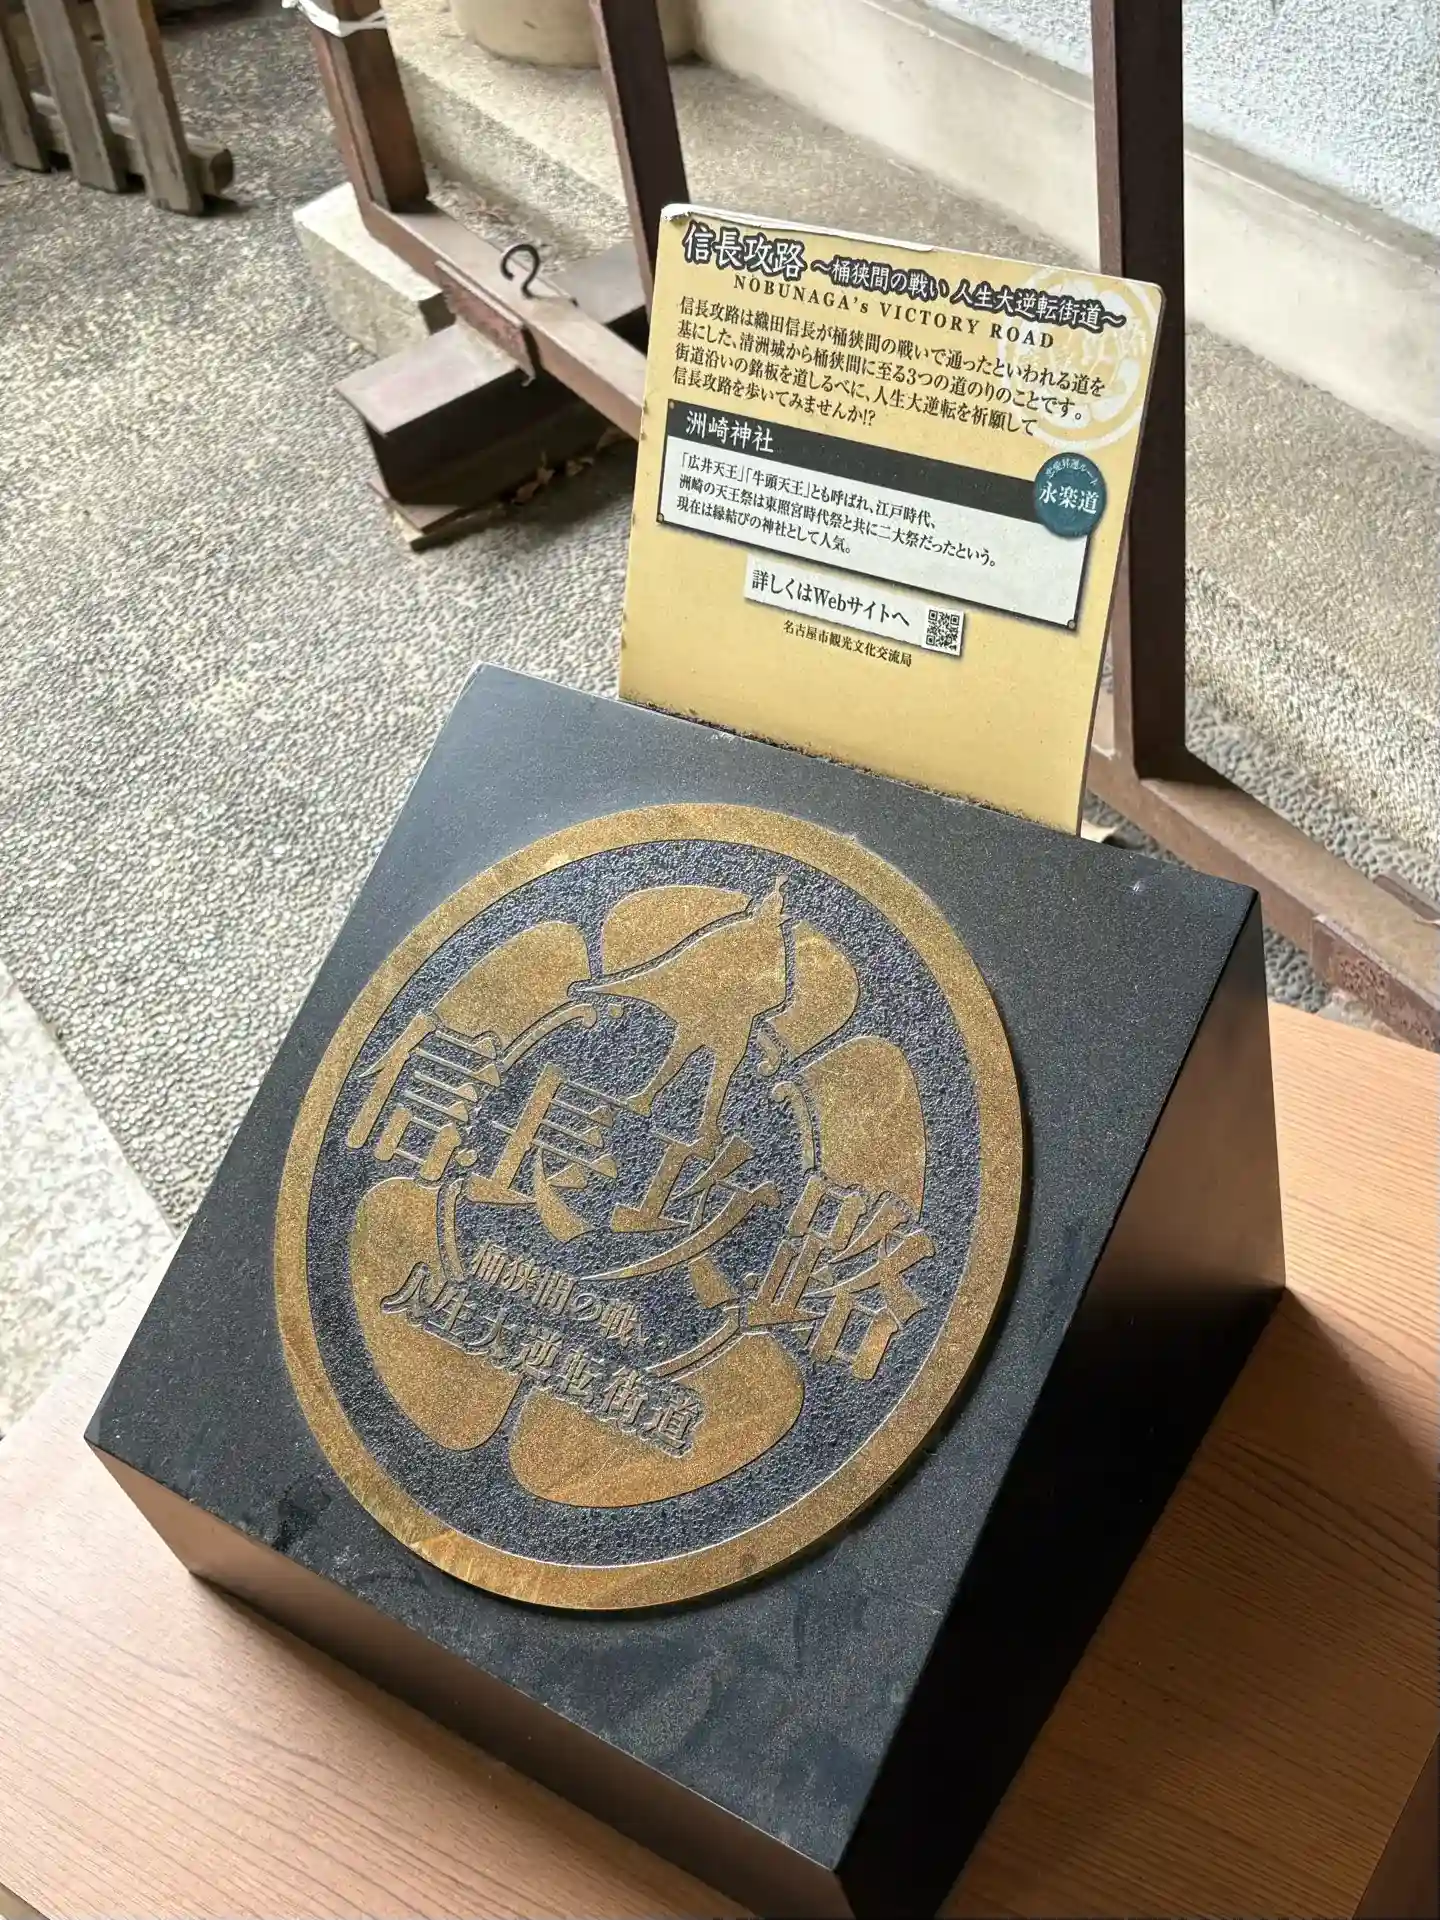 信長攻路 ～桶狭間の戦い 人生大逆転街道～
NOBUNAGA's VICTORY ROAD
信長攻路は織田信長が桶狭間の戦いで通ったといわれる道を
基にした、清洲城から桶狭間に至る3つの道のりのことです。
街道沿いの銘板を道しるべに、人生大逆転を祈願して
信長攻路を歩いてみませんか!?
洲崎神社
「広井天王」「牛頭天王」とも呼ばれ、江戸時代、
洲崎の天王祭は東照宮時代祭と共に二大祭だったという。
現在は縁結びの神社として人気。
永楽道
詳しくはWebサイトへ
名古屋市観光文化交流局
信長攻路
桶狭間の戦い
人生大逆転街道